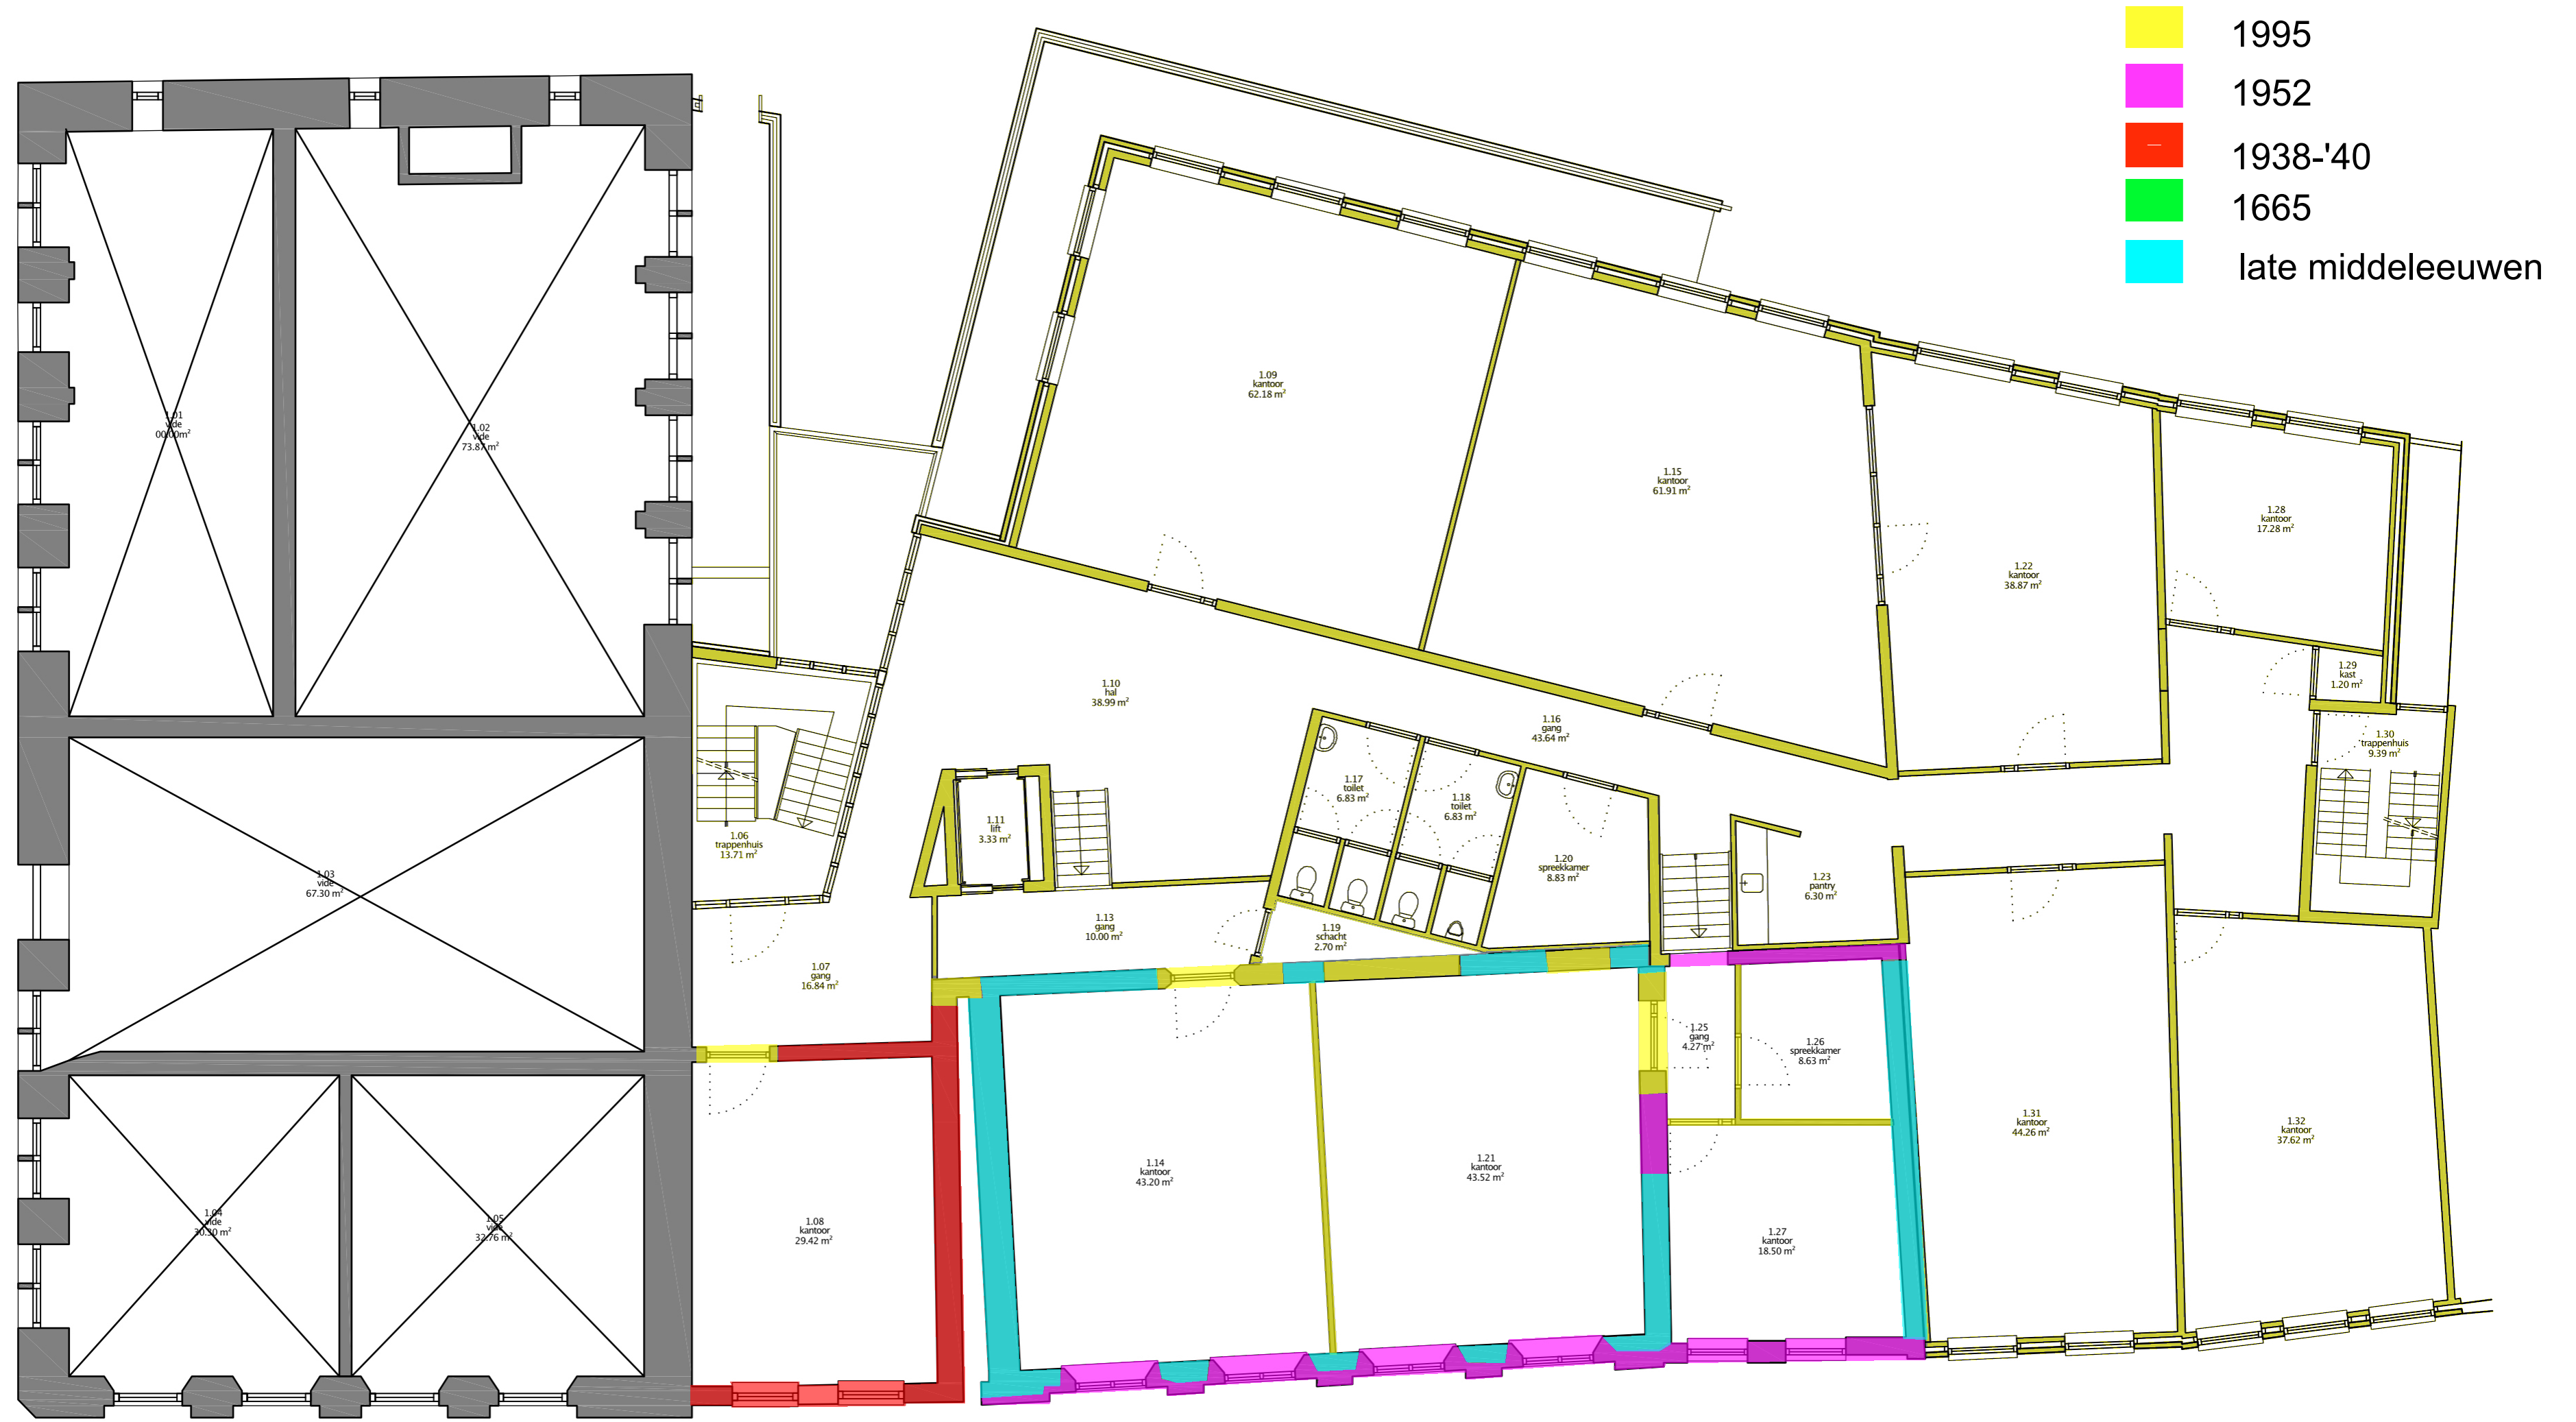 1995
1952
1938-'40
1665
late middeleeuwen
1.01
vide
00.00m²
1.02
vide
73.87 m²
1.03
vide
67.30 m²
1.04
vide
30.30 m²
1.05
vide
32.76 m²
1.06
trappenhuis
13.71 m²
1.07
gang
16.84 m²
1.08
kantoor
29.42 m²
1.09
kantoor
62.18 m²
1.10
hal
38.99 m²
1.11
lift
3.33 m²
1.13
gang
10.00 m²
1.14
kantoor
43.20 m²
1.15
kantoor
61.91 m²
1.16
gang
43.64 m²
1.17
toilet
6.83 m²
1.18
toilet
6.83 m²
1.19
schacht
2.70 m²
1.20
spreekkamer
8.83 m²
1.21
kantoor
43.52 m²
1.22
kantoor
38.87 m²
1.23
pantry
6.30 m²
1.25
gang
4.27 m²
1.26
spreekkamer
8.63 m²
1.27
kantoor
18.50 m²
1.28
kantoor
17.28 m²
1.29
kast
1.20 m²
1.30
trappenhuis
9.39 m²
1.31
kantoor
44.26 m²
1.32
kantoor
37.62 m²